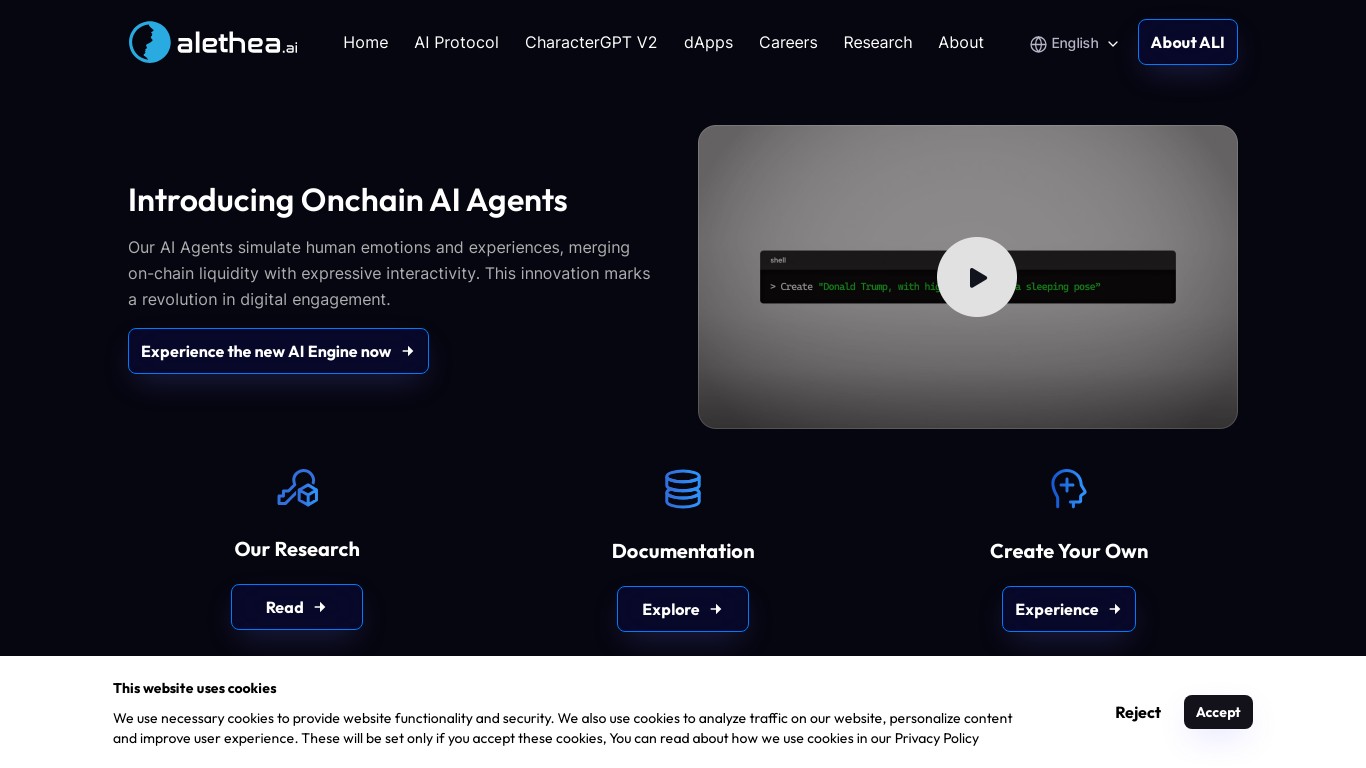 alethea.ai
Home AI Protocol CharacterGPT V2 dApps Careers Research About English About ALI
Introducing Onchain AI Agents
Our AI Agents simulate human emotions and experiences, merging
on-chain liquidity with expressive interactivity. This innovation marks
a revolution in digital engagement.
Experience the new AI Engine now
shell
> Create "Donald Trump, with a sleeping pose"
Our Research
Documentation
Create Your Own
Read
Explore
Experience
This website uses cookies
We use necessary cookies to provide website functionality and security. We also use cookies to analyze traffic on our website, personalize content
and improve user experience. These will be set only if you accept these cookies, You can read about how we use cookies in our Privacy Policy
Reject
Accept